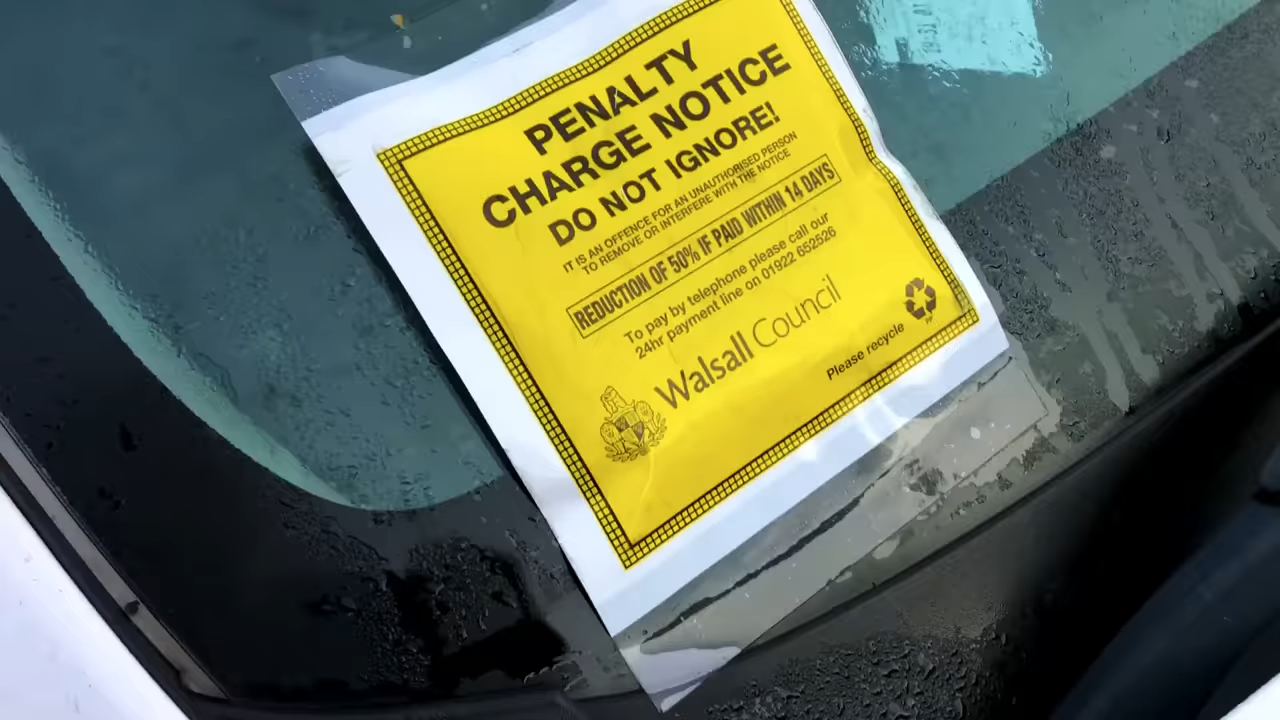 PENALTY
CHARGE NOTICE
DO NOT IGNORE!
IT IS AN OFFENCE FOR AN UNAUTHORISED PERSON
TO REMOVE OR INTERFERE WITH THE NOTICE
REDUCTION OF 50% IF PAID WITHIN 14 DAYS
To pay by telephone please call our
24hr payment line on 01922 652526
Walsall Council
Please recycle